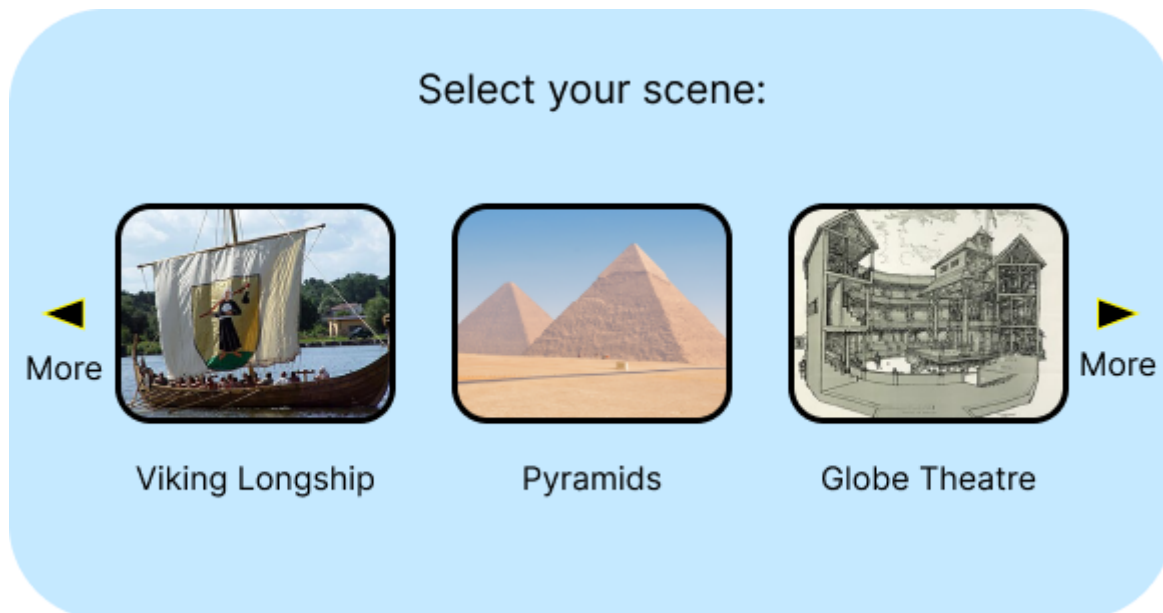 Select your scene:
More
More
Viking Longship
Pyramids
Globe Theatre